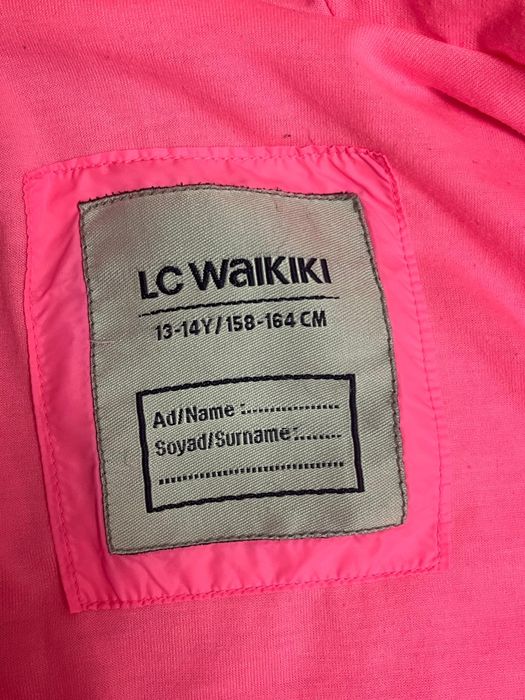 LC WAIKIKI
13-14Y/158-164 CM
Ad/Name :.................
Soyad/Surname:........
.................................